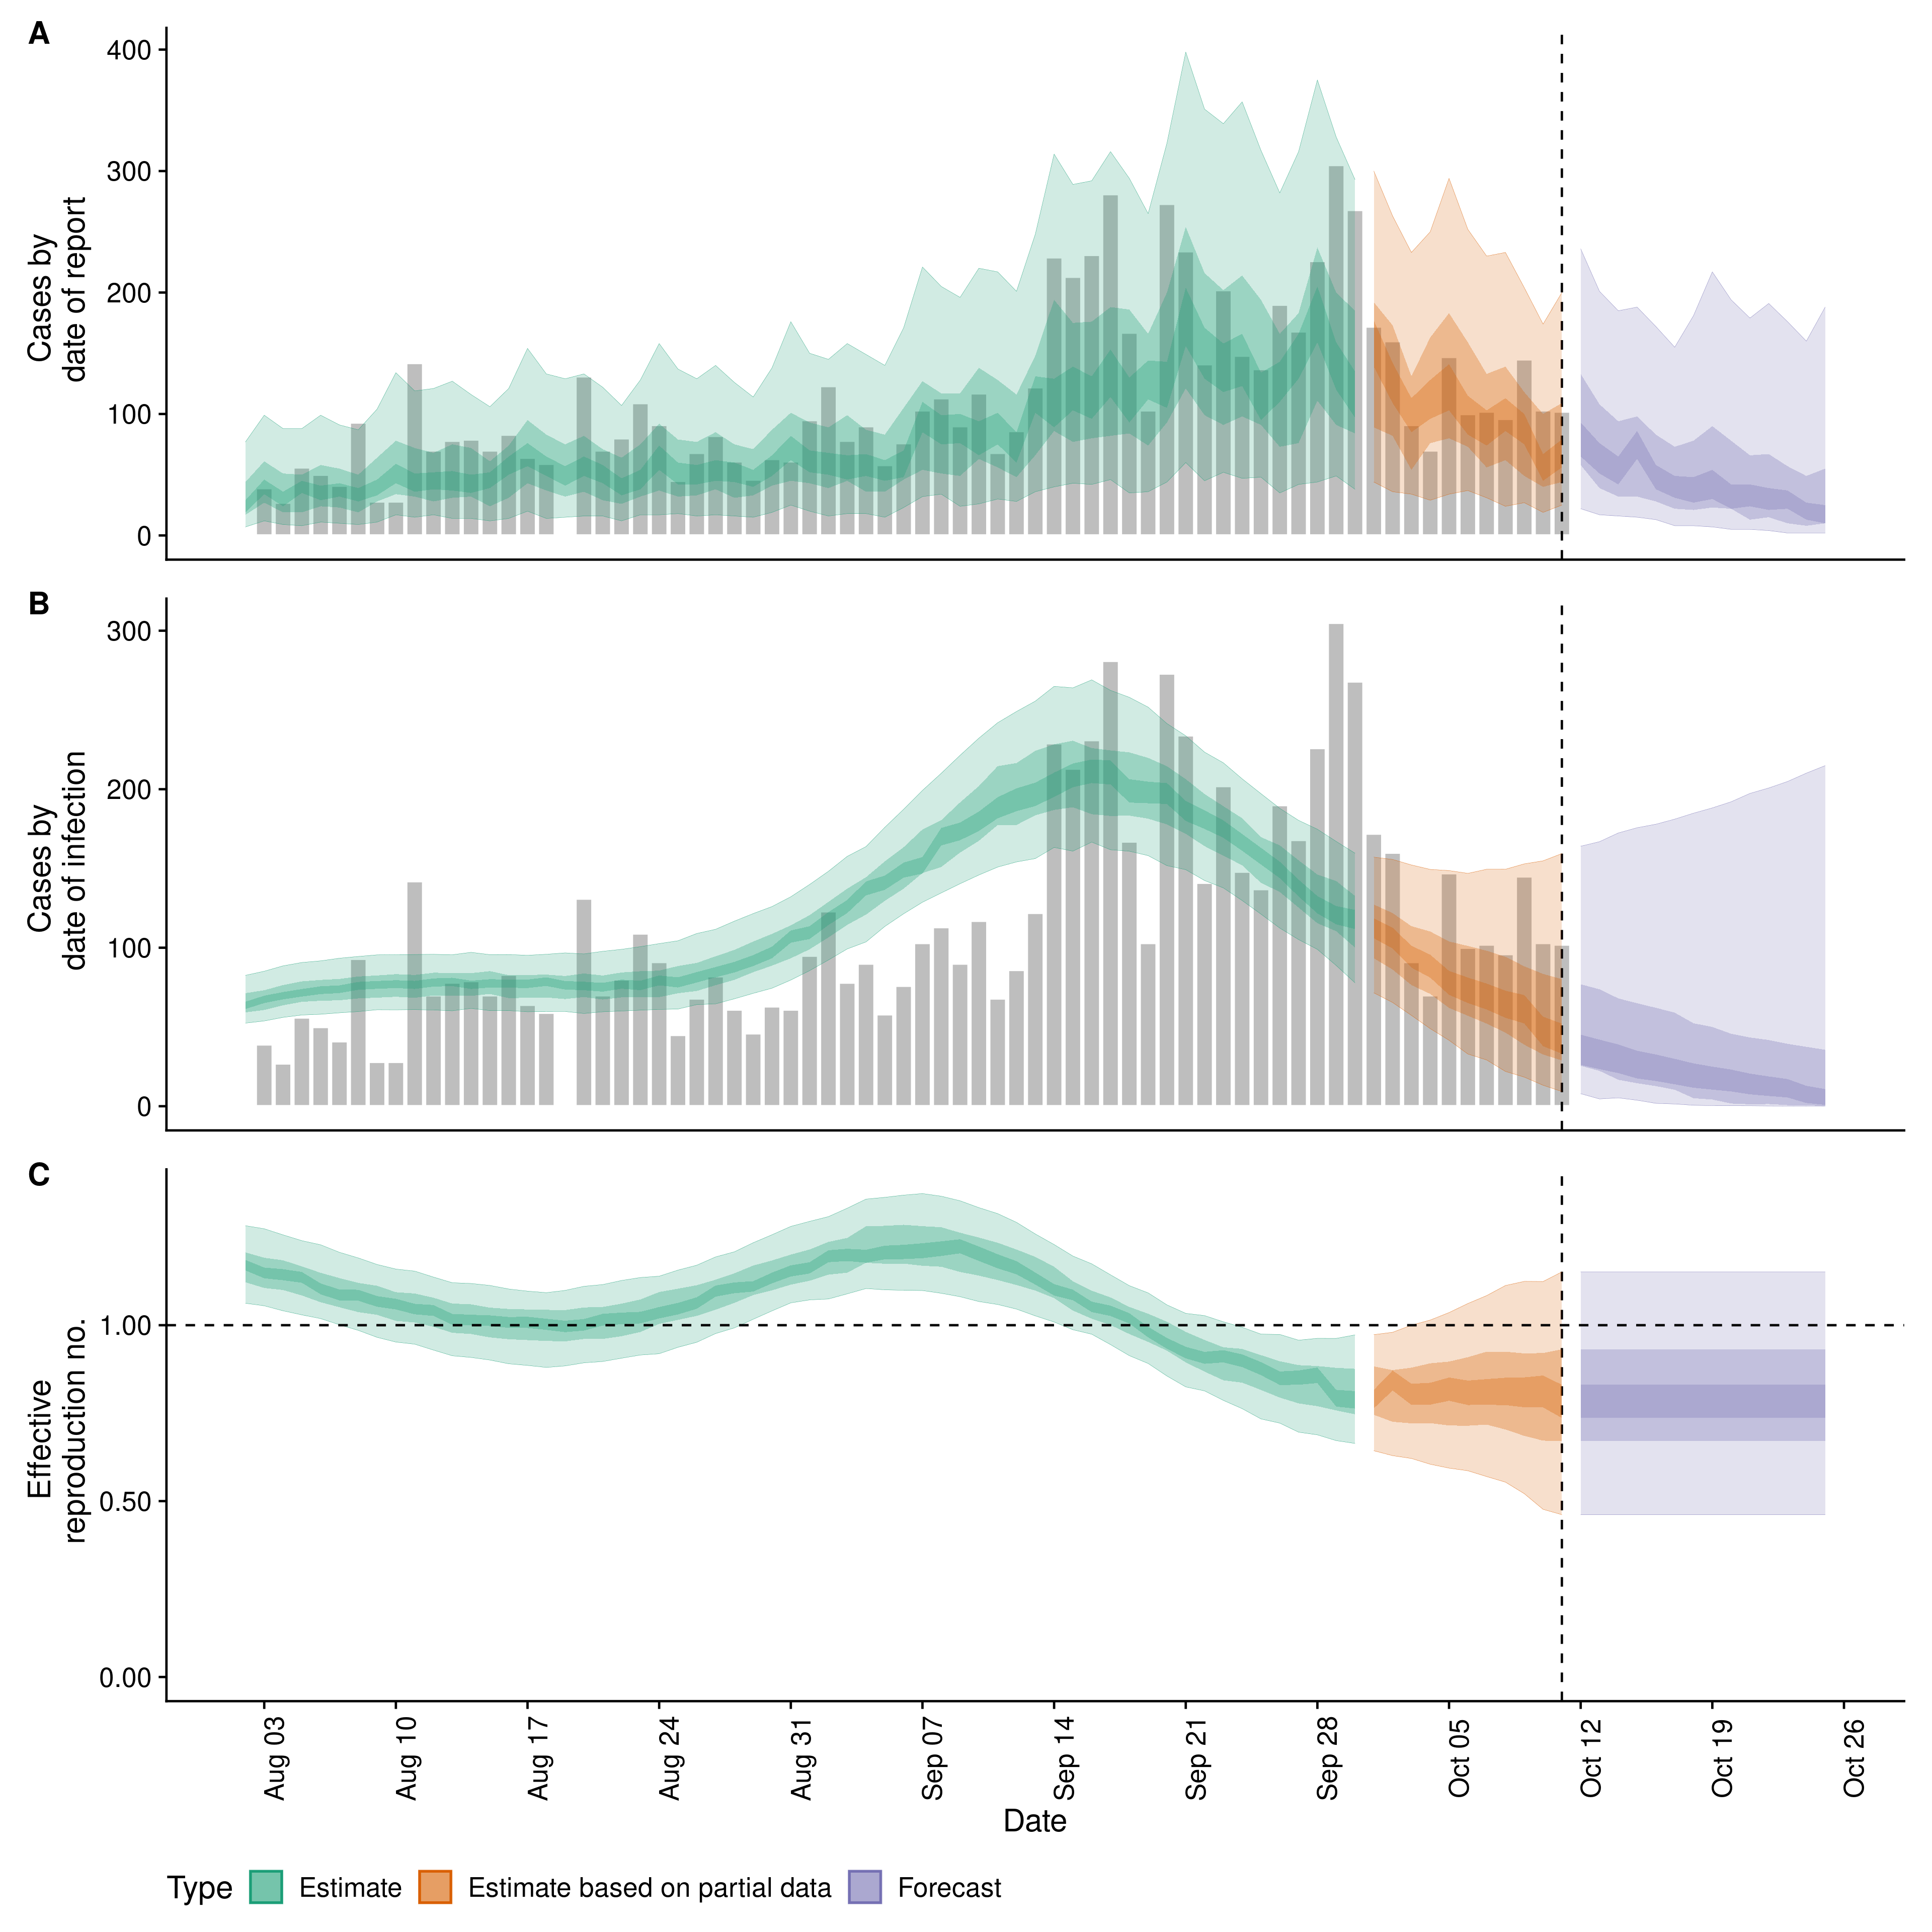 A
400
300
200
100
0
Cases by
date of report
B
300
200
100
0
Cases by
date of infection
C
1.00
0.50
0.00
Effective
reproduction no.
Aug 03
Aug 10
Aug 17
Aug 24
Aug 31
Sep 07
Sep 14
Sep 21
Sep 28
Oct 05
Oct 12
Oct 19
Oct 26
Date
Type Estimate Estimate based on partial data Forecast